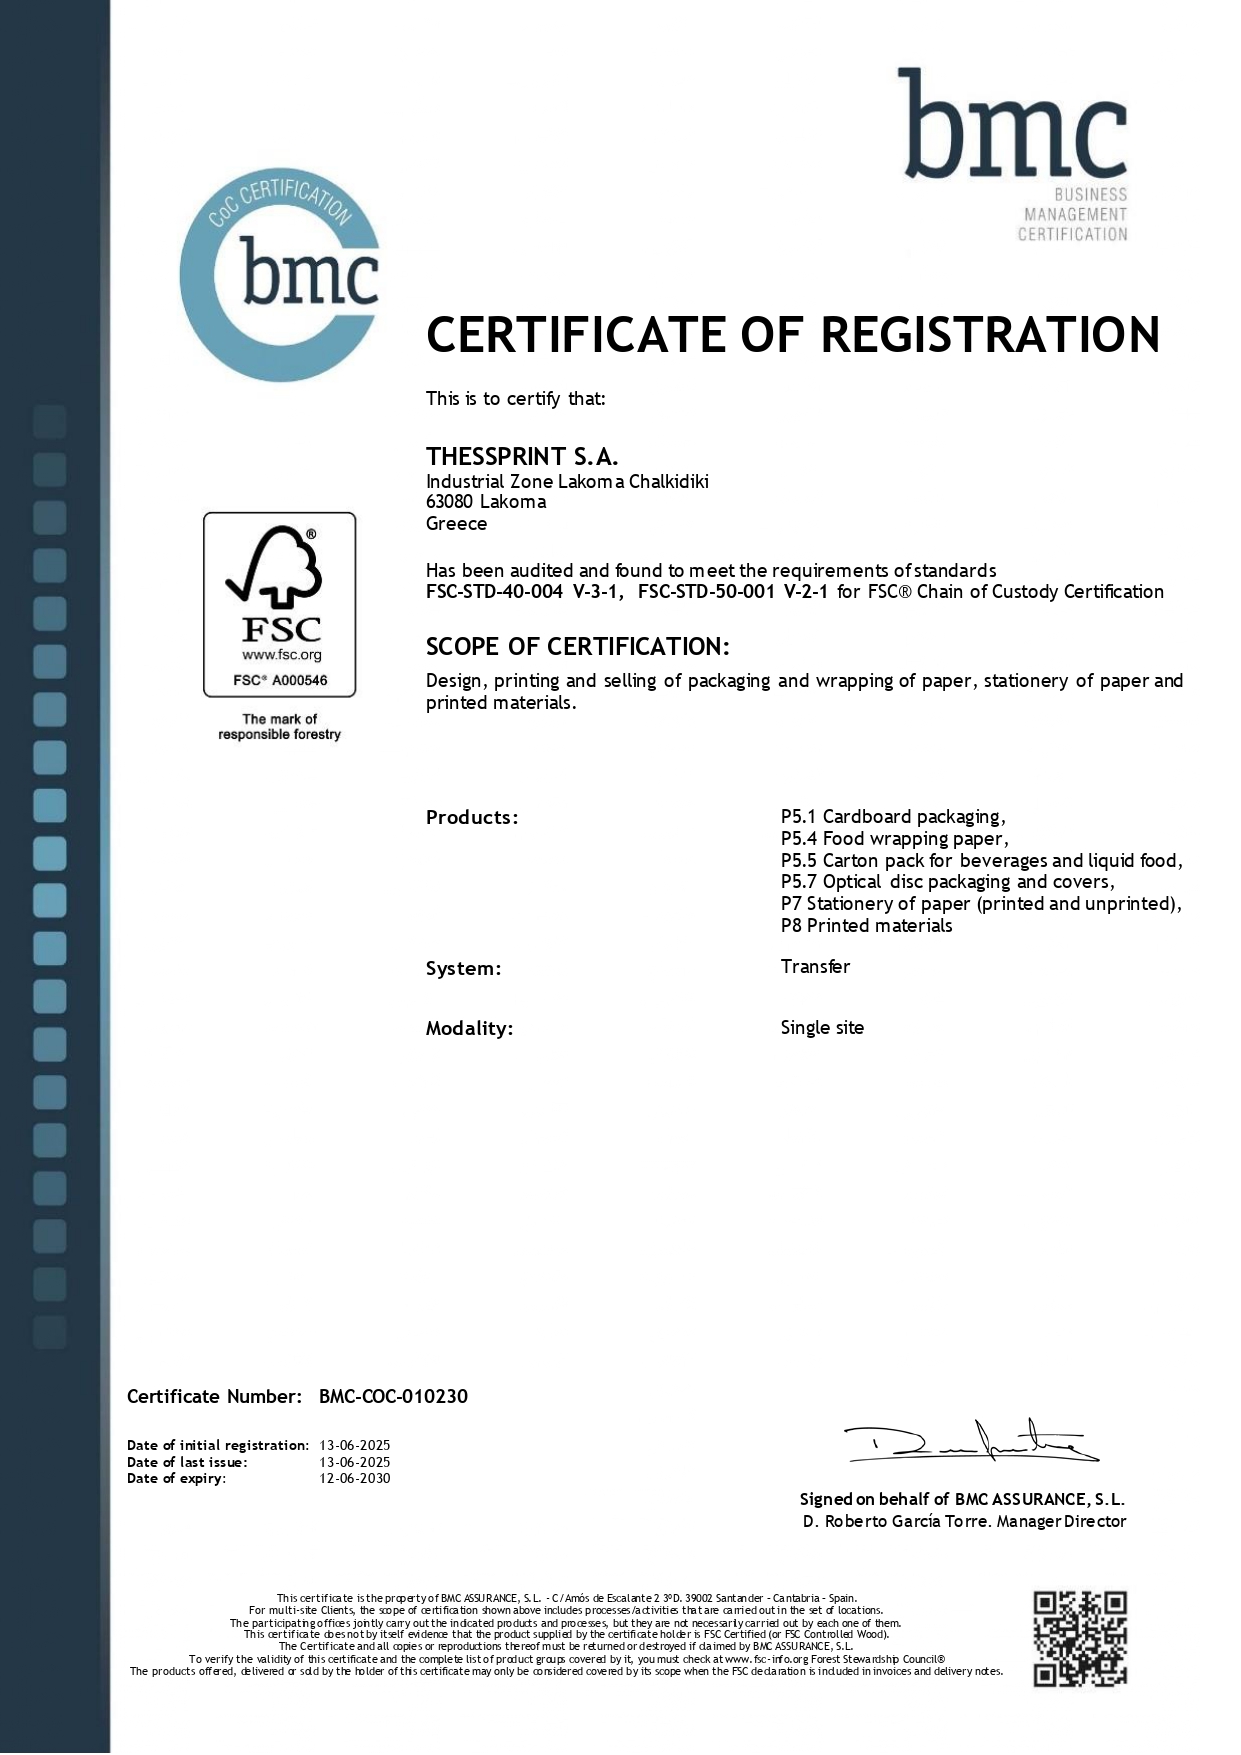 bmc
BUSINESS
MANAGEMENT
CERTIFICATION
CoC CERTIFICATION
bmc
CERTIFICATE OF REGISTRATION
This is to certify that:
THESSPRINT S.A.
Industrial Zone Lakoma Chalkidiki
63080 Lakoma
Greece
®
FSC
www.fsc.org
FSC® A000546
The mark of
responsible forestry
Has been audited and found to meet the requirements of standards
FSC-STD-40-004 V-3-1, FSC-STD-50-001 V-2-1 for FSC® Chain of Custody Certification
SCOPE OF CERTIFICATION:
Design, printing and selling of packaging and wrapping of paper, stationery of paper and
printed materials.
Products:
P5.1 Cardboard packaging,
P5.4 Food wrapping paper,
P5.5 Carton pack for beverages and liquid food,
P5.7 Optical disc packaging and covers,
P7 Stationery of paper (printed and unprinted),
P8 Printed materials
System: Transfer
Modality: Single site
Certificate Number: BMC-COC-010230
Date of initial registration: 13-06-2025
Date of last issue: 13-06-2025
Date of expiry: 12-06-2030
Signed on behalf of BMC ASSURANCE, S.L.
D. Roberto García Torre. Manager Director
This certificate is the property of BMC ASSURANCE, S.L. - C/ Amós de Escalante 2 3ºD. 39002 Santander - Cantabria - Spain.
For multi-site Clients, the scope of certification shown above includes processes/activities that are carried out in the set of locations.
The participating offices jointly carry out the indicated products and processes, but they are not necessarily carried out by each one of them.
This certificate does not by itself evidence that the product supplied by the certificate holder is FSC Certified (or FSC Controlled Wood).
The Certificate and all copies or reproductions thereof must be returned or destroyed if claimed by BMC ASSURANCE, S.L.
To verify the validity of this certificate and the complete list of product groups covered by it, you must check at www.fsc-info.org Forest Stewardship Council®
The products offered, delivered or sold by the holder of this certificate may only be considered covered by its scope when the FSC declaration is included in invoices and delivery notes.